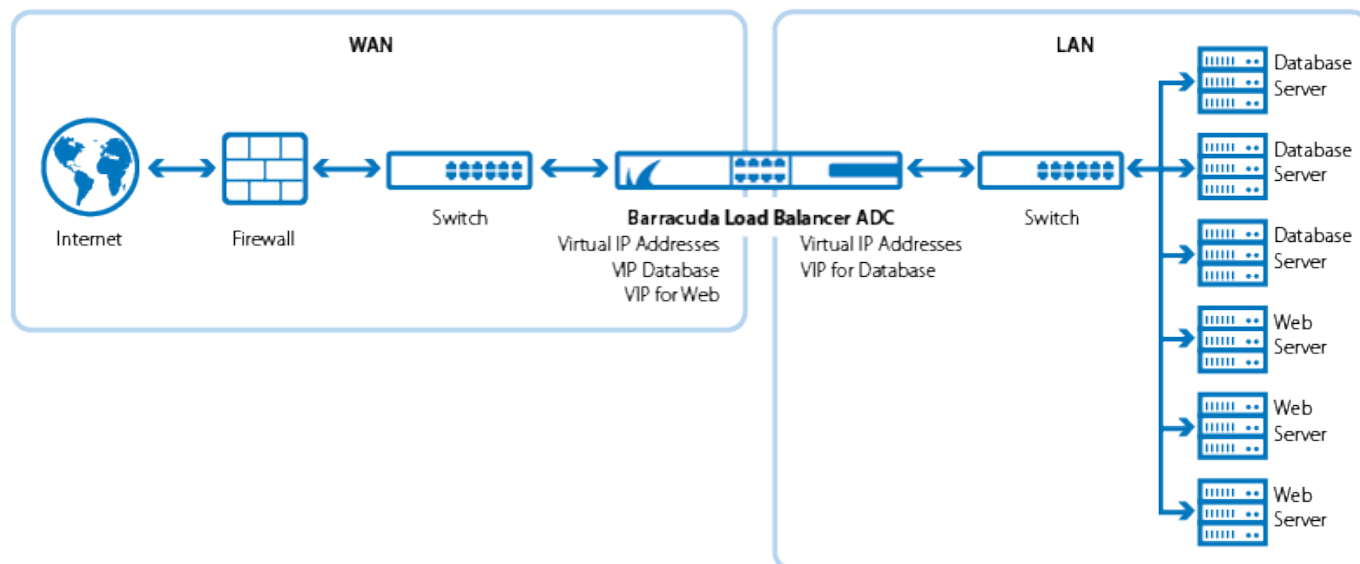 WAN
LAN
Internet
Firewall
Switch
Barracuda Load Balancer ADC
Virtual IP Addresses
VIP Database
VIP for Web
Virtual IP Addresses
VIP for Database
Switch
Database
Server
Database
Server
Database
Server
Web
Server
Web
Server
Web
Server